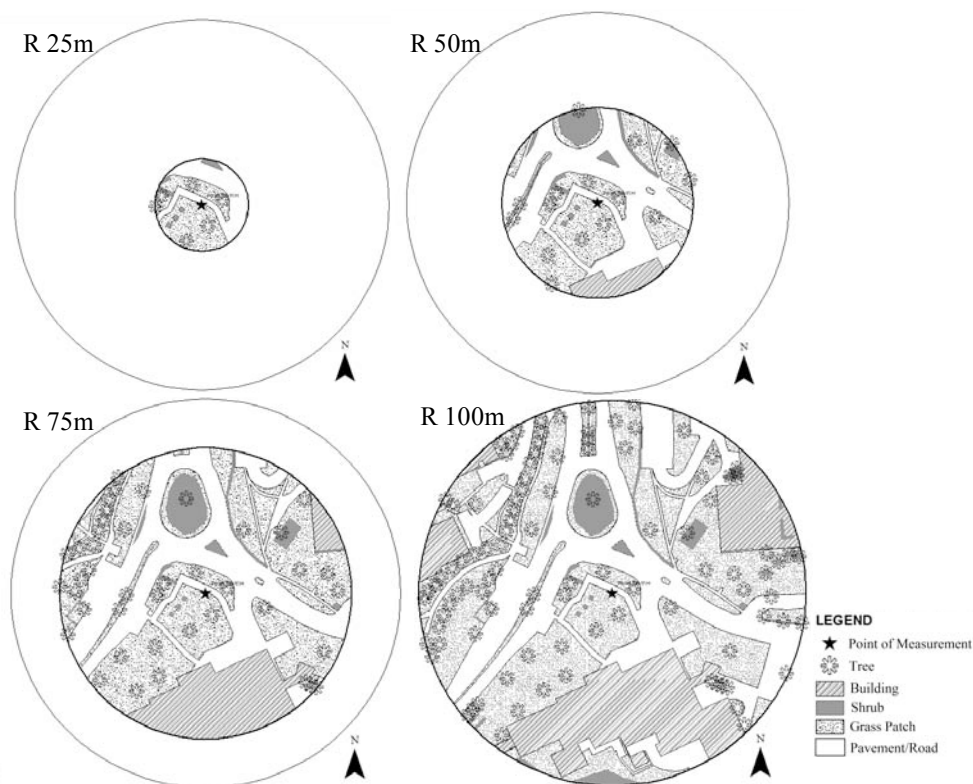 R 25m
R 50m
N
N
R 75m
R 100m
N
N
LEGEND
Point of Measurement
Tree
Building
Shrub
Grass Patch
Pavement/Road